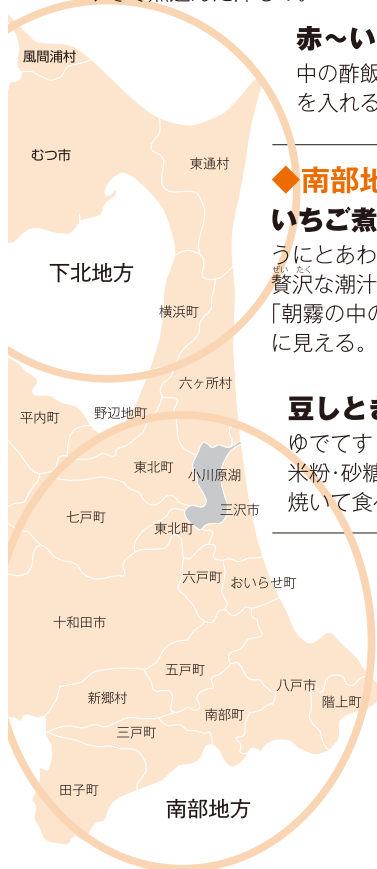 風間浦村
むつ市
東通村
下北地方
横浜町
六ヶ所村
平内町
野辺地町
東北町
小川原湖
三沢市
七戸町
東北町
六戸町
おいらせ町
十和田市
五戸町
八戸市
階上町
新郷村
南部町
三戸町
田子町
南部地方
赤〜い
中の酢飯
を入れる
◆南部地
いちご煮
うにとあわ
贅沢な潮汁
ぜい たく
「朝霧の中の
に見える。
豆しとぎ
ゆでてす
米粉・砂糖
焼いて食べ